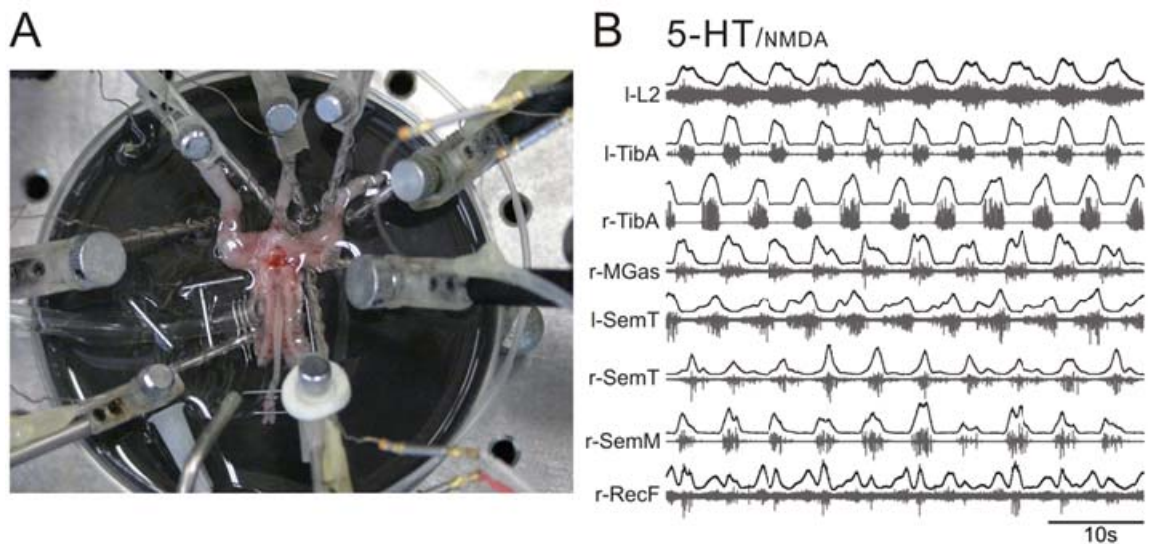 A
B 5-HT/NMDA
l-L2
l-TibA
r-TibA
r-MGas
l-SemT
r-SemT
r-SemM
r-RecF
10s